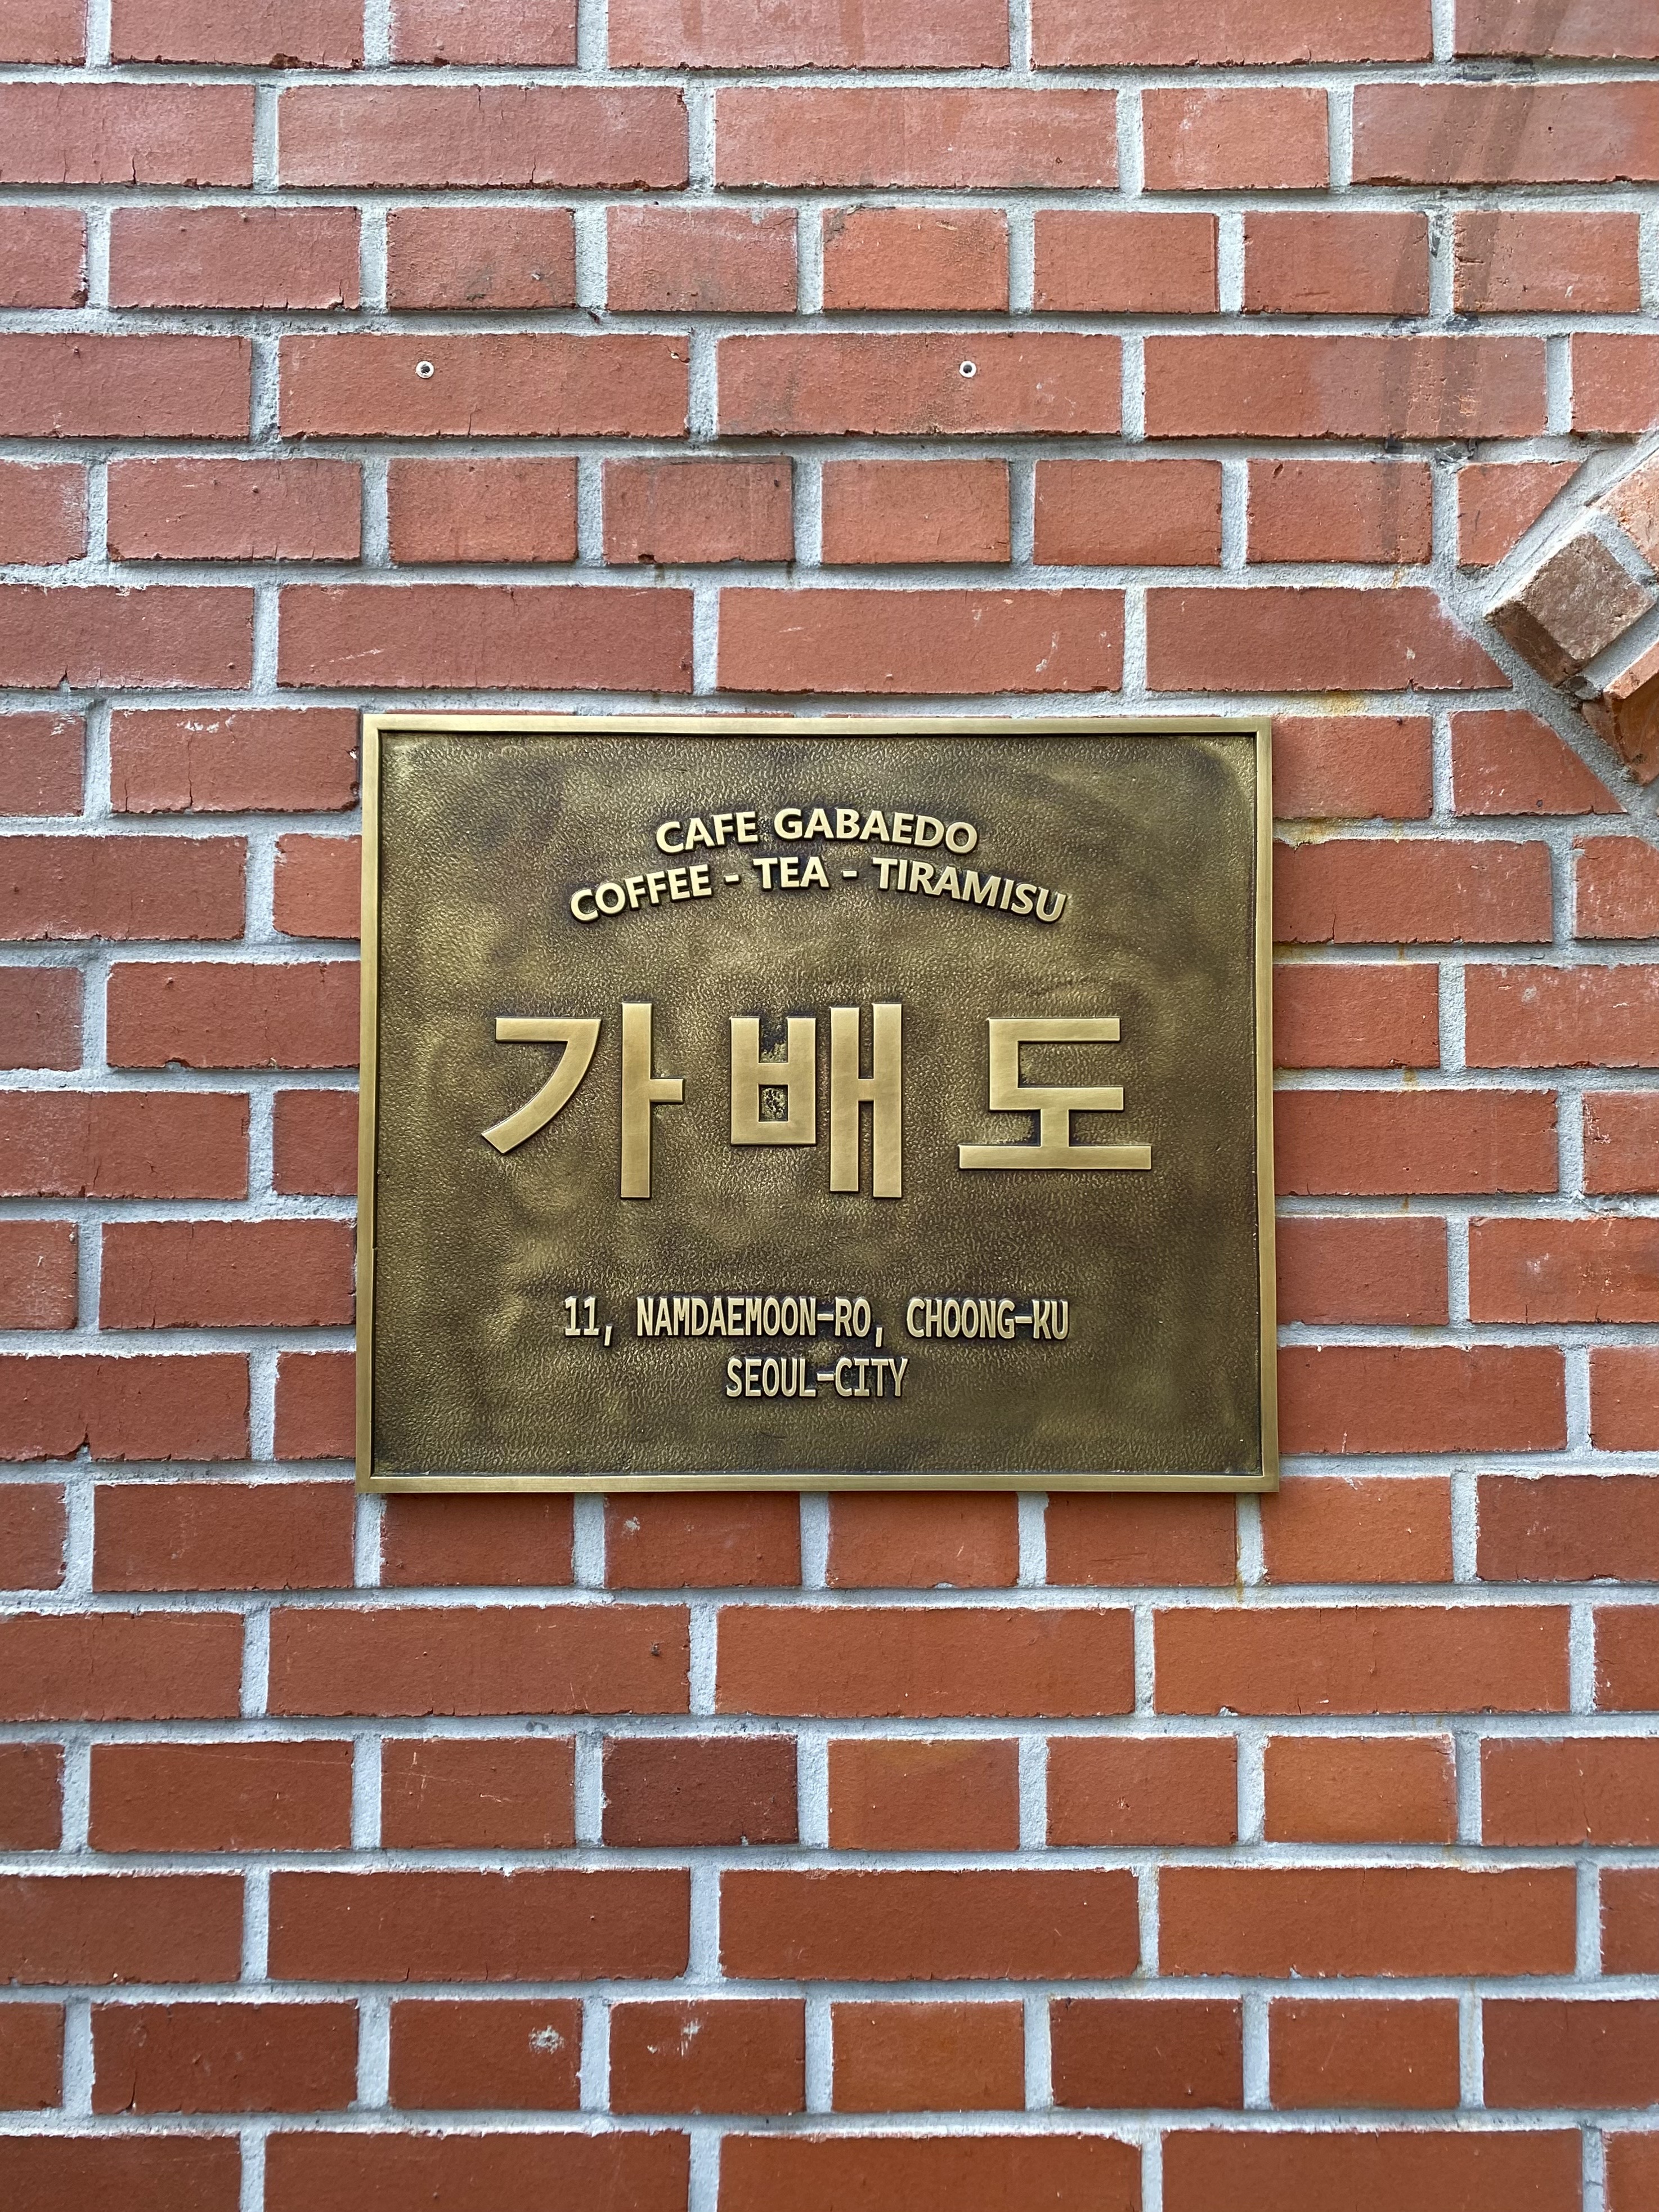 CAFE GABAEDO
COFFEE - TEA - TIRAMISU
가배도
11, NAMDAEMOON-RO, CHOONG-KU
SEOUL-CITY